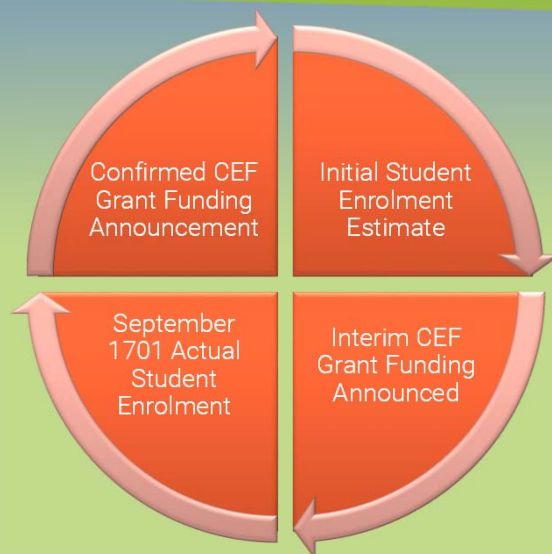 Confirmed CEF
Grant Funding
Announcement
Initial Student
Enrolment
Estimate
September
1701 Actual
Student
Enrolment
Interim CEF
Grant Funding
Announced